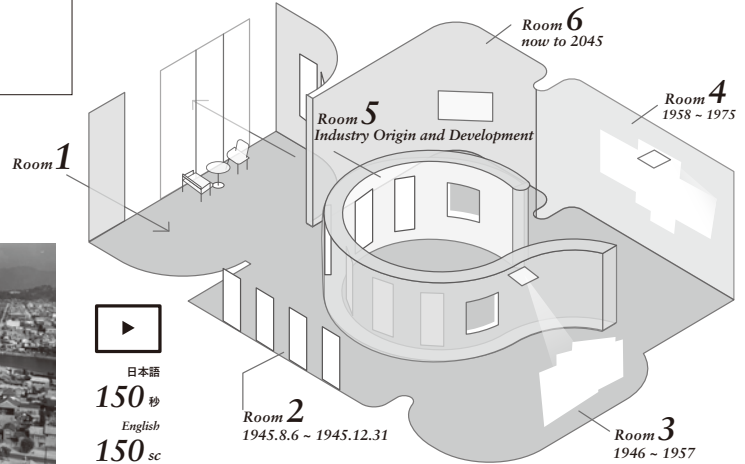 Room 6
now to 2045
Room 4
1958 ~ 1975
Room 5
Industry Origin and Development
Room 1
日本語
150 秒
English
150 sc
Room 2
1945.8.6 ~ 1945.12.31
Room 3
1946 ~ 1957